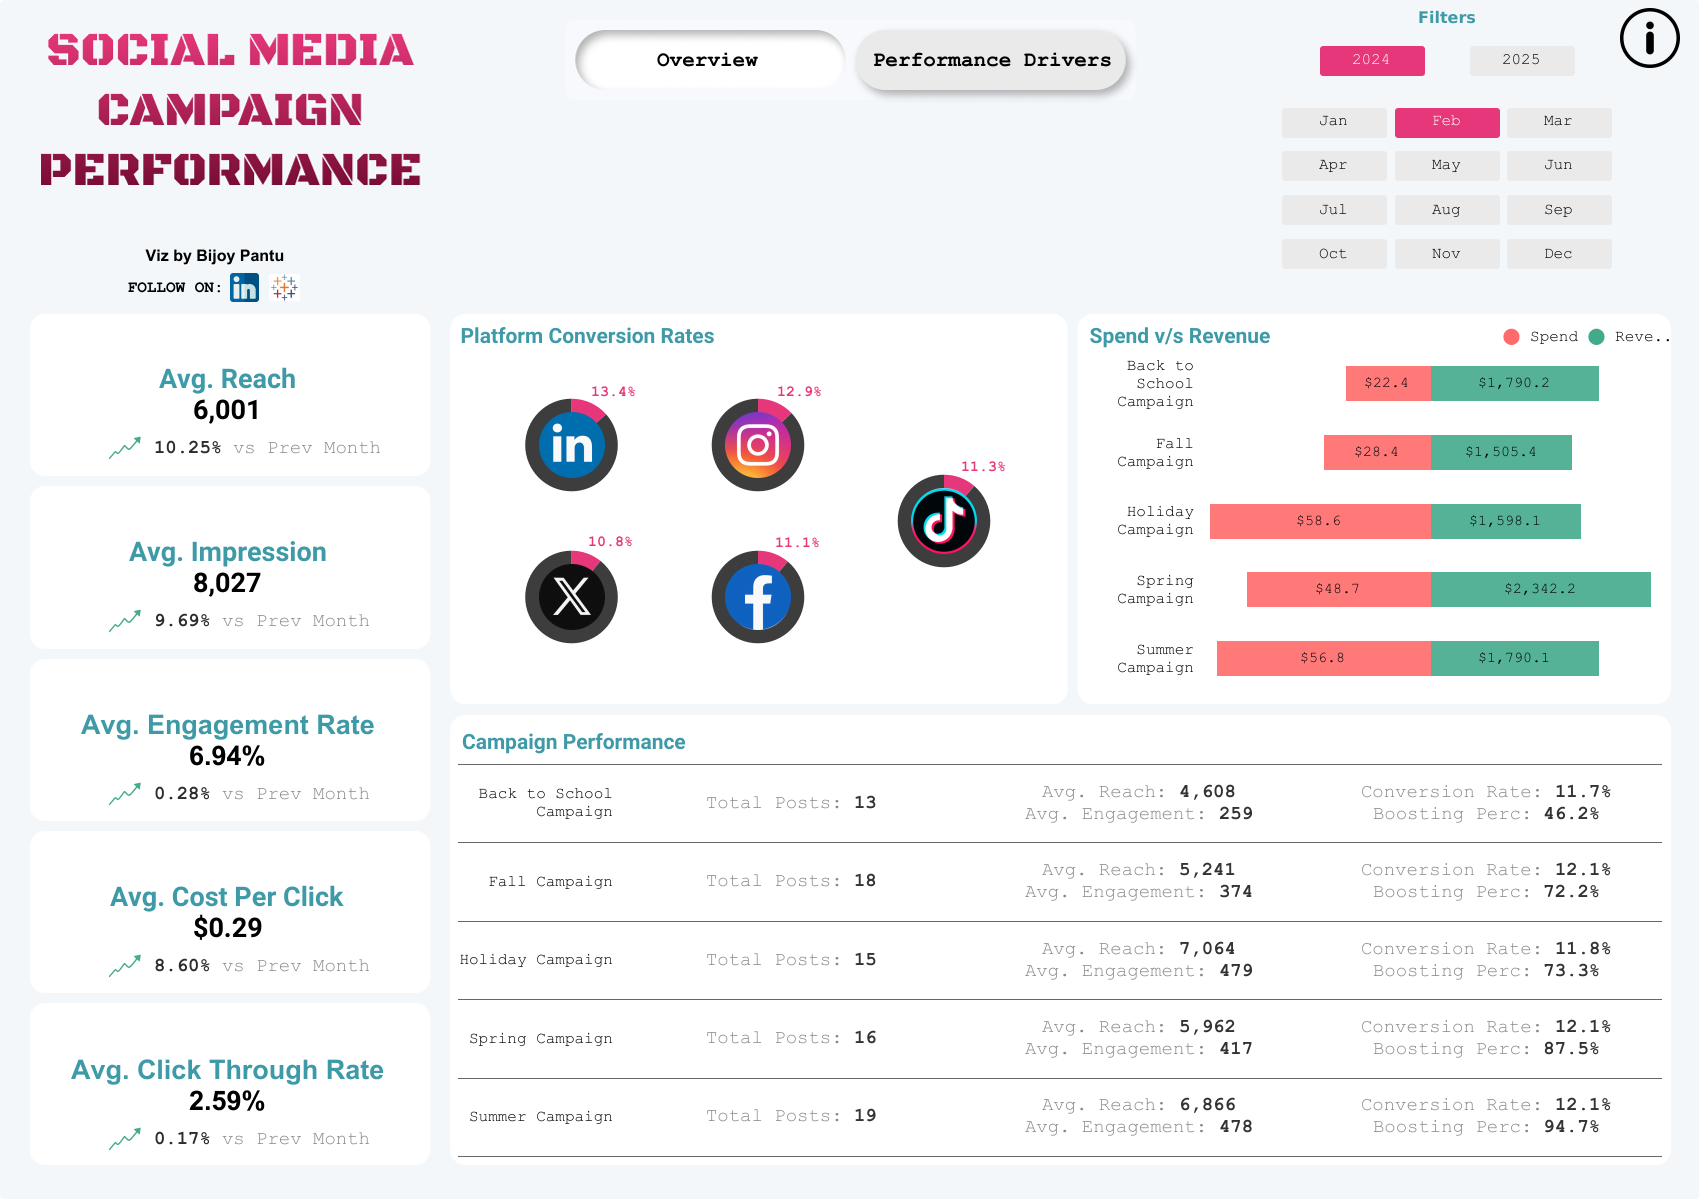 SOCIAL MEDIA
CAMPAIGN
PERFORMANCE
Viz by Bijoy Pantu
FOLLOW ON: in
Overview
Performance Drivers
Filters
i
2024
2025
Jan
Feb
Mar
Apr
May
Jun
Jul
Aug
Sep
Oct
Nov
Dec
Avg. Reach
6,001
10.25% vs Prev Month
Avg. Impression
8,027
9.69% vs Prev Month
Avg. Engagement Rate
6.94%
0.28% vs Prev Month
Avg. Cost Per Click
$0.29
8.60% vs Prev Month
Avg. Click Through Rate
2.59%
0.17% vs Prev Month
Platform Conversion Rates
13.4%
in
12.9%
11.3%
10.8%
X
11.1%
f
Spend v/s Revenue
Spend
Reve..
Back to
School
Campaign
$22.4
$1,790.2
Fall
Campaign
$28.4
$1,505.4
Holiday
Campaign
$58.6
$1,598.1
Spring
Campaign
$48.7
$2,342.2
Summer
Campaign
$56.8
$1,790.1
Campaign Performance
Back to School
Campaign
Total Posts: 13
Avg. Reach: 4,608
Avg. Engagement: 259
Conversion Rate: 11.7%
Boosting Perc: 46.2%
Fall Campaign
Total Posts: 18
Avg. Reach: 5,241
Avg. Engagement: 374
Conversion Rate: 12.1%
Boosting Perc: 72.2%
Holiday Campaign
Total Posts: 15
Avg. Reach: 7,064
Avg. Engagement: 479
Conversion Rate: 11.8%
Boosting Perc: 73.3%
Spring Campaign
Total Posts: 16
Avg. Reach: 5,962
Avg. Engagement: 417
Conversion Rate: 12.1%
Boosting Perc: 87.5%
Summer Campaign
Total Posts: 19
Avg. Reach: 6,866
Avg. Engagement: 478
Conversion Rate: 12.1%
Boosting Perc: 94.7%